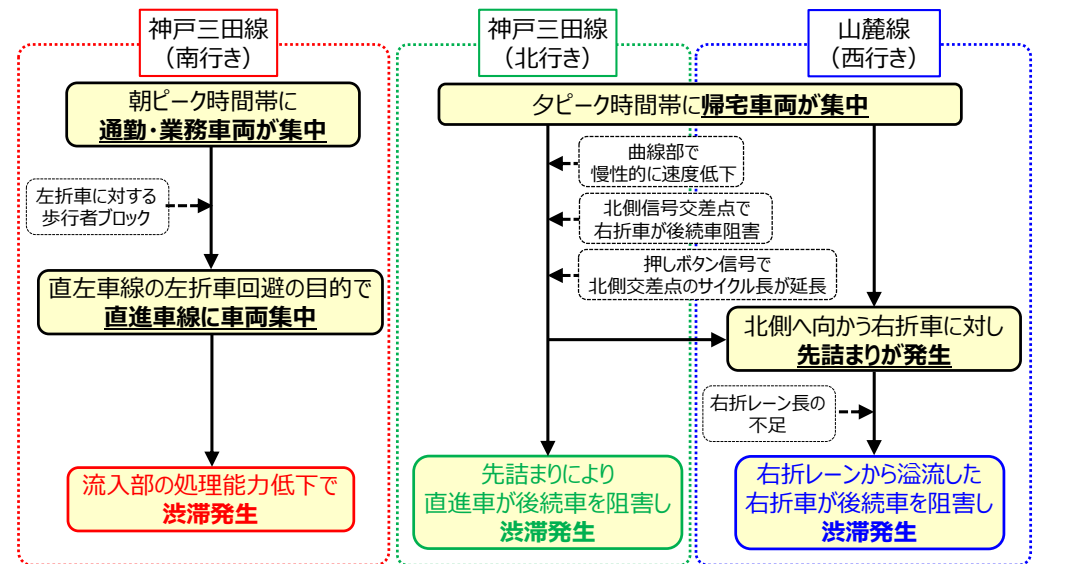 神戸三田線
（南行き）
朝ピーク時間帯に
通勤・業務車両が集中
左折車に対する
歩行者ブロック
直左車線の左折車回避の目的で
直進車線に車両集中
流入部の処理能力低下で
渋滞発生
神戸三田線
（北行き）
山麓線
（西行き）
夕ピーク時間帯に帰宅車両が集中
曲線部で
慢性的に速度低下
北側信号交差点で
右折車が後続車阻害
押しボタン信号で
北側交差点のサイクル長が延長
北側へ向かう右折車に対し
先詰まりが発生
右折レーン長の
不足
先詰まりにより
直進車が後続車を阻害し
渋滞発生
右折レーンから溢流した
右折車が後続車を阻害し
渋滞発生